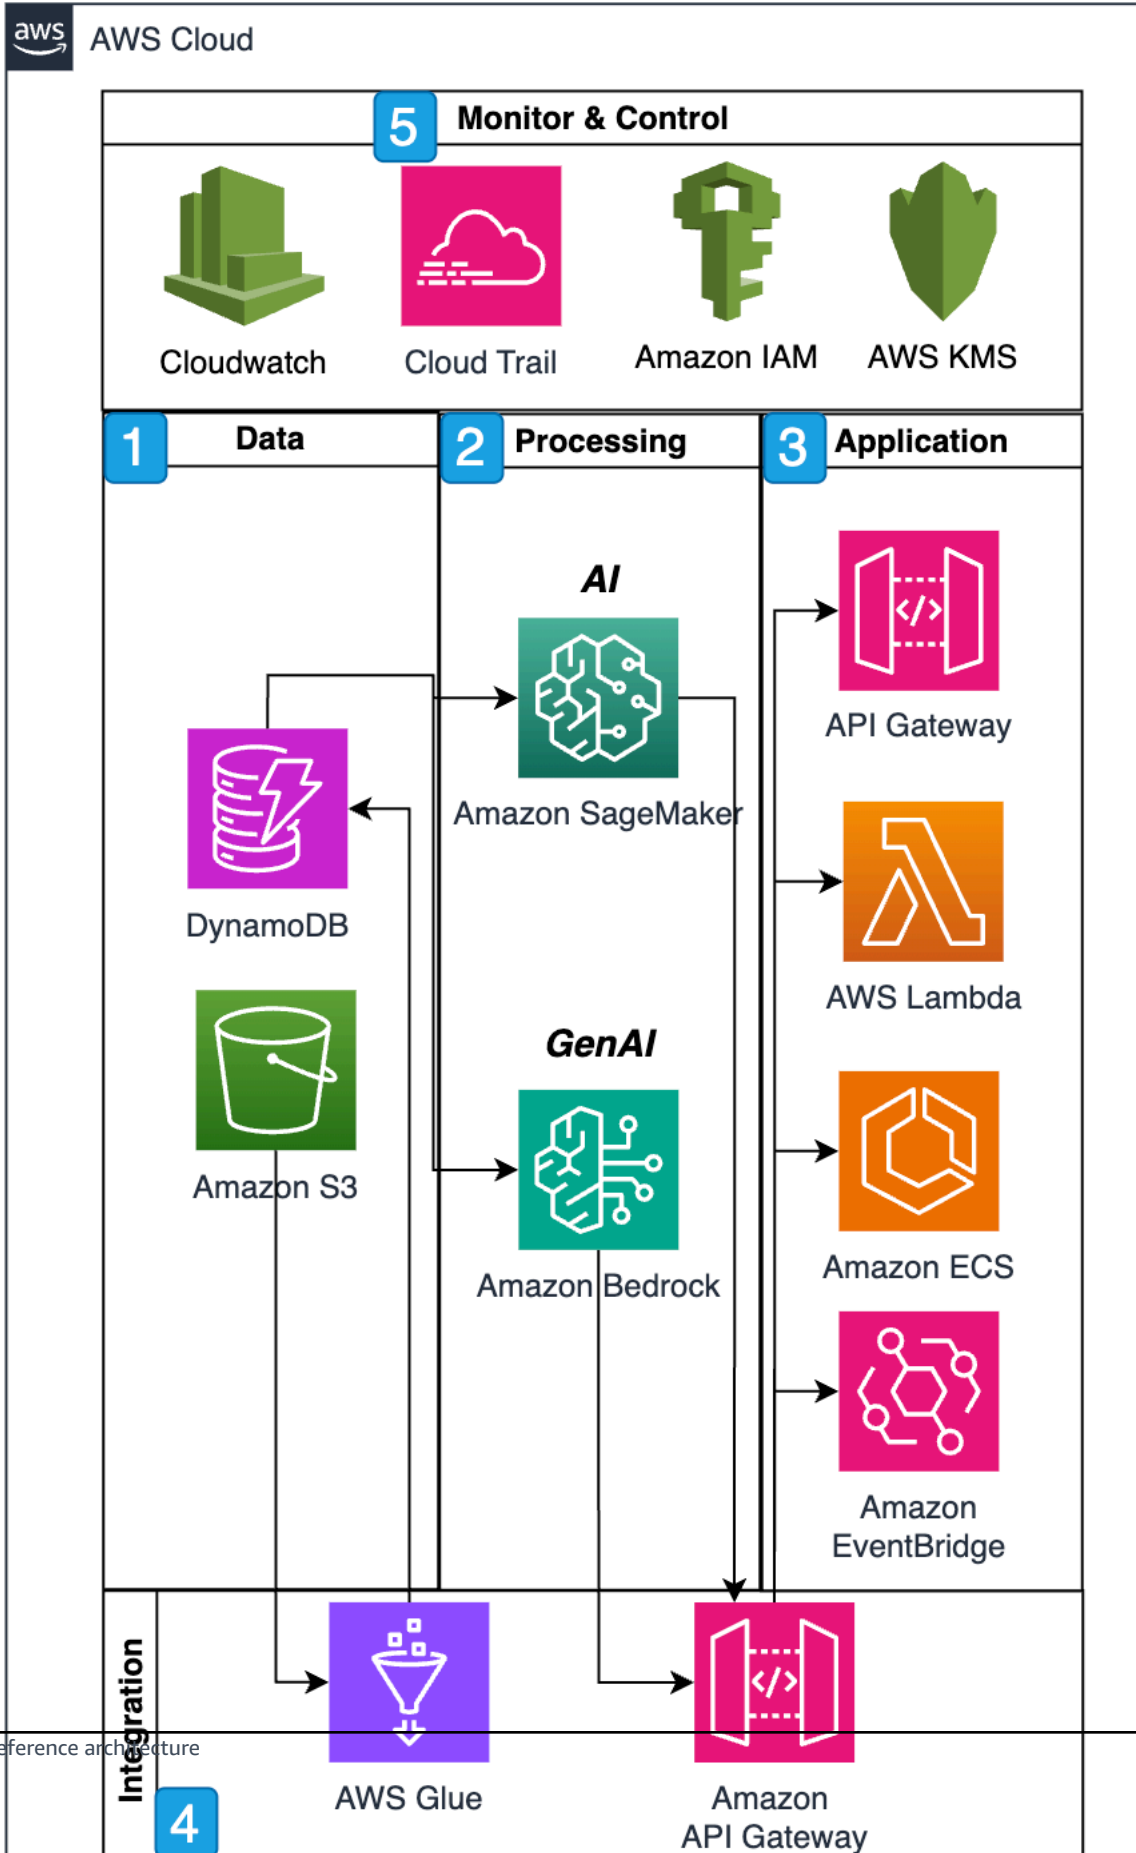 aws
AWS Cloud
5
Monitor & Control
Cloudwatch
Cloud Trail
Amazon IAM
AWS KMS
1
Data
2
Processing
3
Application
AI
Amazon SageMaker
GenAI
Amazon Bedrock
DynamoDB
Amazon S3
</>
API Gateway
AWS Lambda
Amazon ECS
Amazon
EventBridge
Integration
4
AWS Glue
</>
Amazon
API Gateway
eference architecture